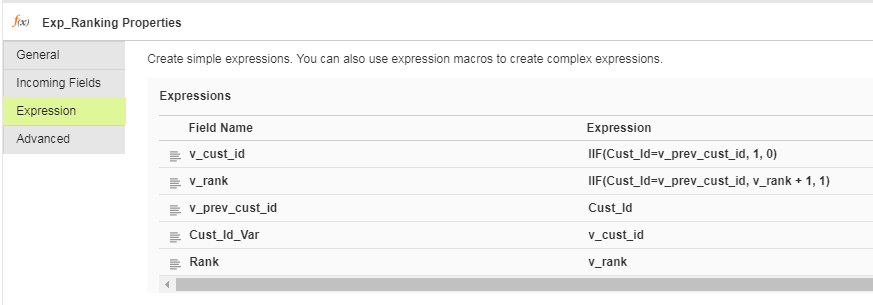 f(x) Exp_Ranking Properties
General
Incoming Fields
Expression
Advanced
Create simple expressions. You can also use expression macros to create complex expressions.
Expressions
Field Name Expression
v_cust_id IIF(Cust_Id=v_prev_cust_id, 1, 0)
v_rank IIF(Cust_Id=v_prev_cust_id, v_rank + 1, 1)
v_prev_cust_id Cust_Id
Cust_Id_Var v_cust_id
Rank v_rank